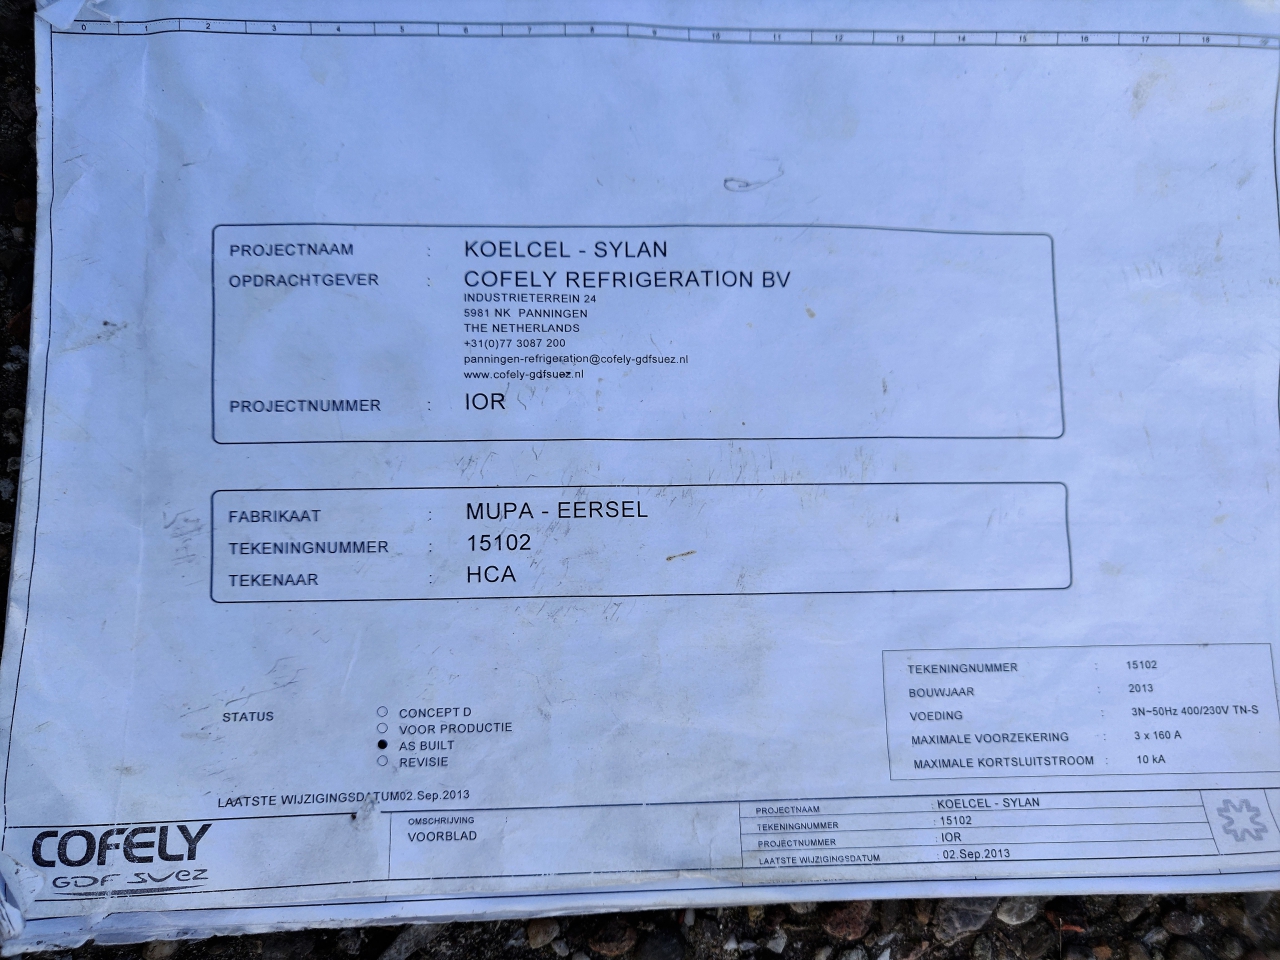 0 1 2 3 4 5 6 7 8 9 10 11 12 13 14 15 16 17 18
PROJECTNAAM : KOELCEL - SYLAN
OPDRACHTGEVER : COFELY REFRIGERATION BV
INDUSTRIETERREIN 24
5981 NK PANNINGEN
THE NETHERLANDS
+31(0)77 3087 200
panningen-refrigeration@cofely-gdfsuez.nl
www.cofely-gdfsuez.nl
PROJECTNUMMER : IOR
FABRIKAAT : MUPA - EERSEL
TEKENINGNUMMER : 15102
TEKENAAR : HCA
TEKENINGNUMMER : 15102
BOUWJAAR : 2013
VOEDING : 3N~50Hz 400/230V TN-S
MAXIMALE VOORZEKERING : 3 x 160 A
MAXIMALE KORTSLUITSTROOM : 10 kA
STATUS
CONCEPT D
VOOR PRODUCTIE
AS BUILT
REVISIE
LAATSTE WIJZIGINGSDATUM02.Sep.2013
COFELY
GDF SUEZ
OMSCHRIJVING
VOORBLAD
PROJECTNAAM : KOELCEL - SYLAN
TEKENINGNUMMER : 15102
PROJECTNUMMER : IOR
LAATSTE WIJZIGINGSDATUM : 02.Sep.2013